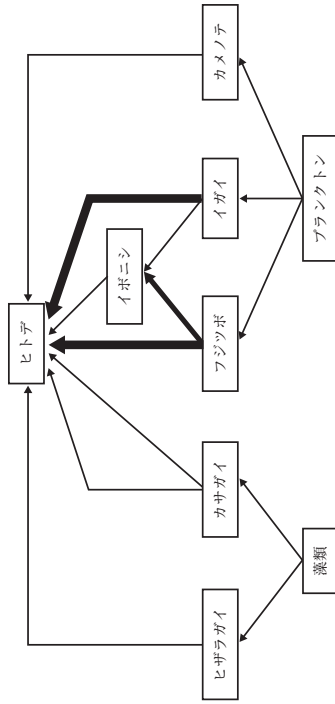 ヒトデ
イボニシ
ヒザラガイ
カサガイ
フジツボ
イガイ
カメノテ
藻類
プランクトン